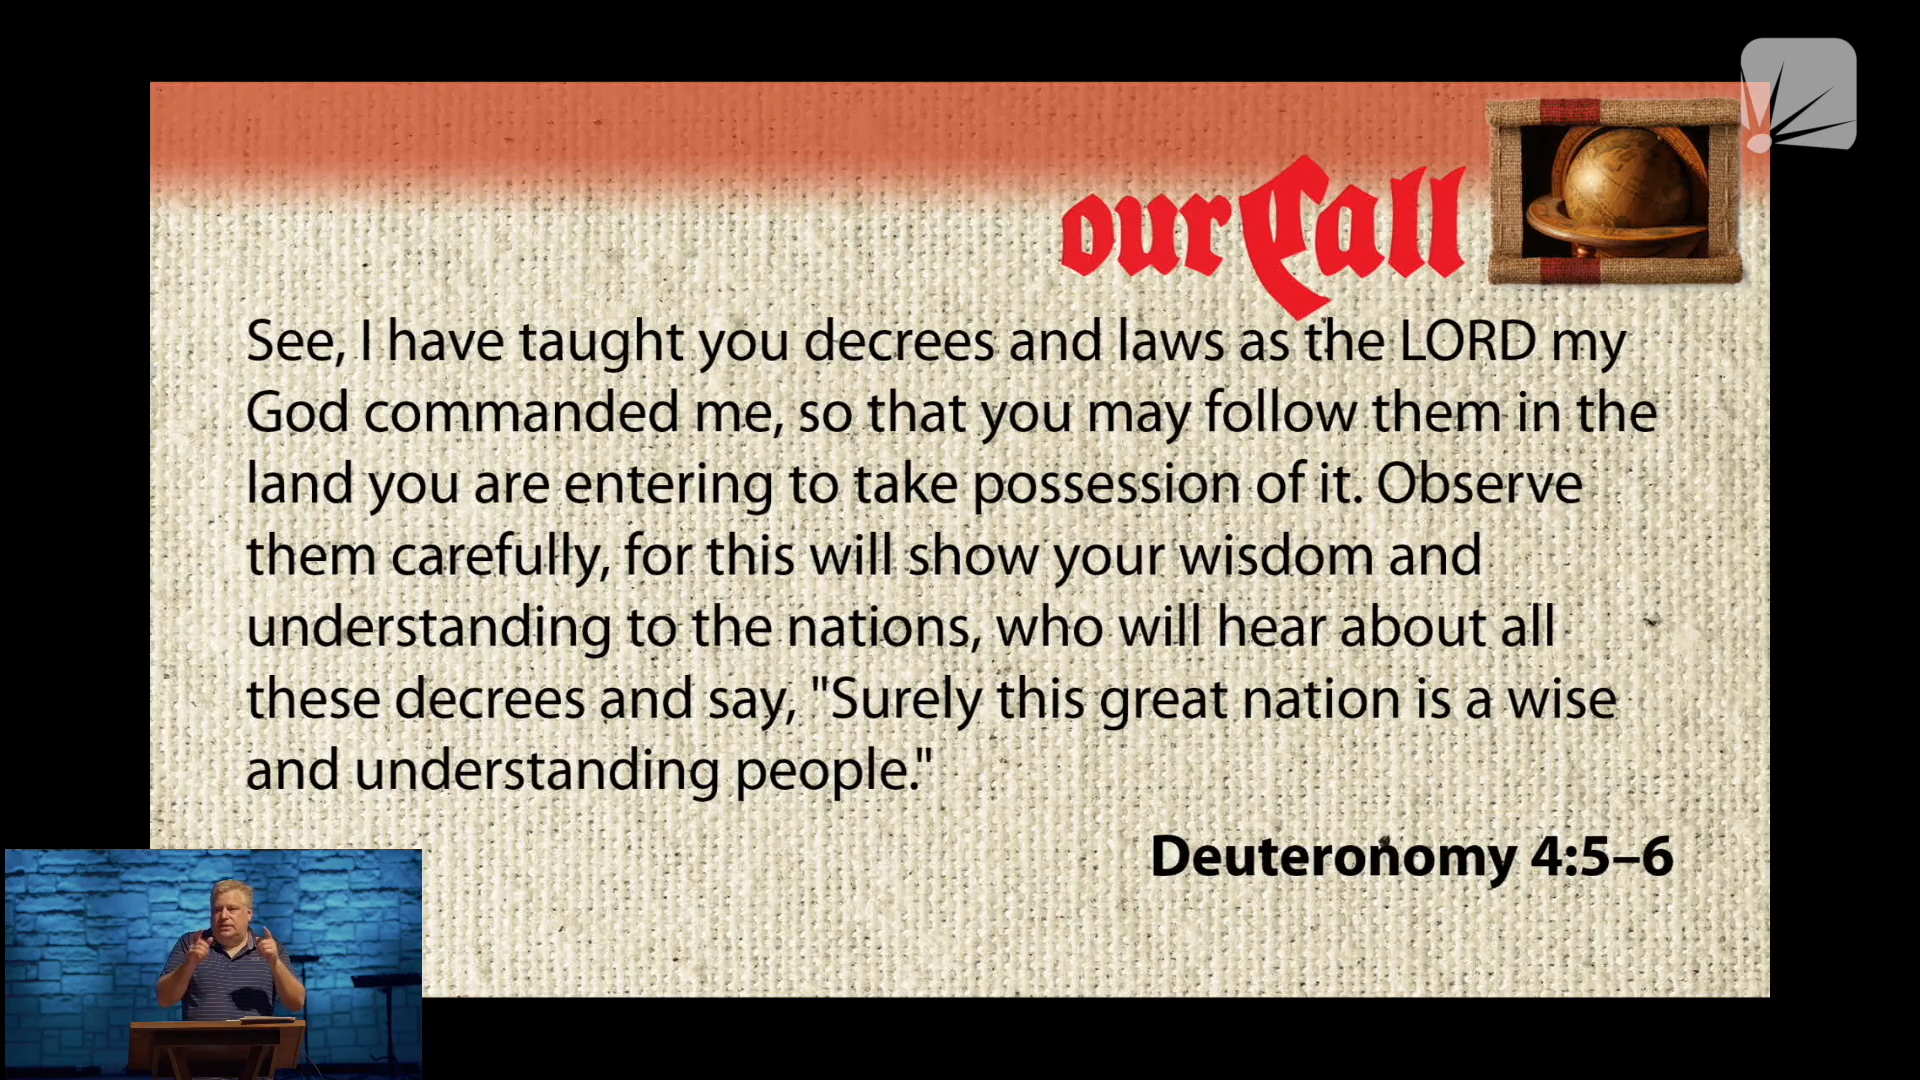 our Call
See, I have taught you decrees and laws as the LORD my
God commanded me, so that you may follow them in the
land you are entering to take possession of it. Observe
them carefully, for this will show your wisdom and
understanding to the nations, who will hear about all
these decrees and say, "Surely this great nation is a wise
and understanding people."
Deuteronomy 4:5–6